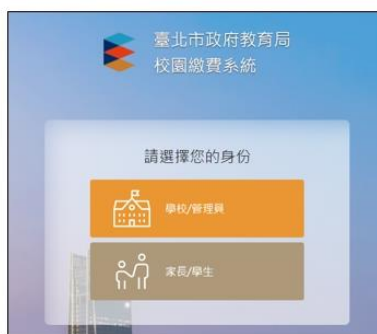 臺北市政府教育局
校園繳費系統
請選擇您的身份
學校/管理員
家長/學生